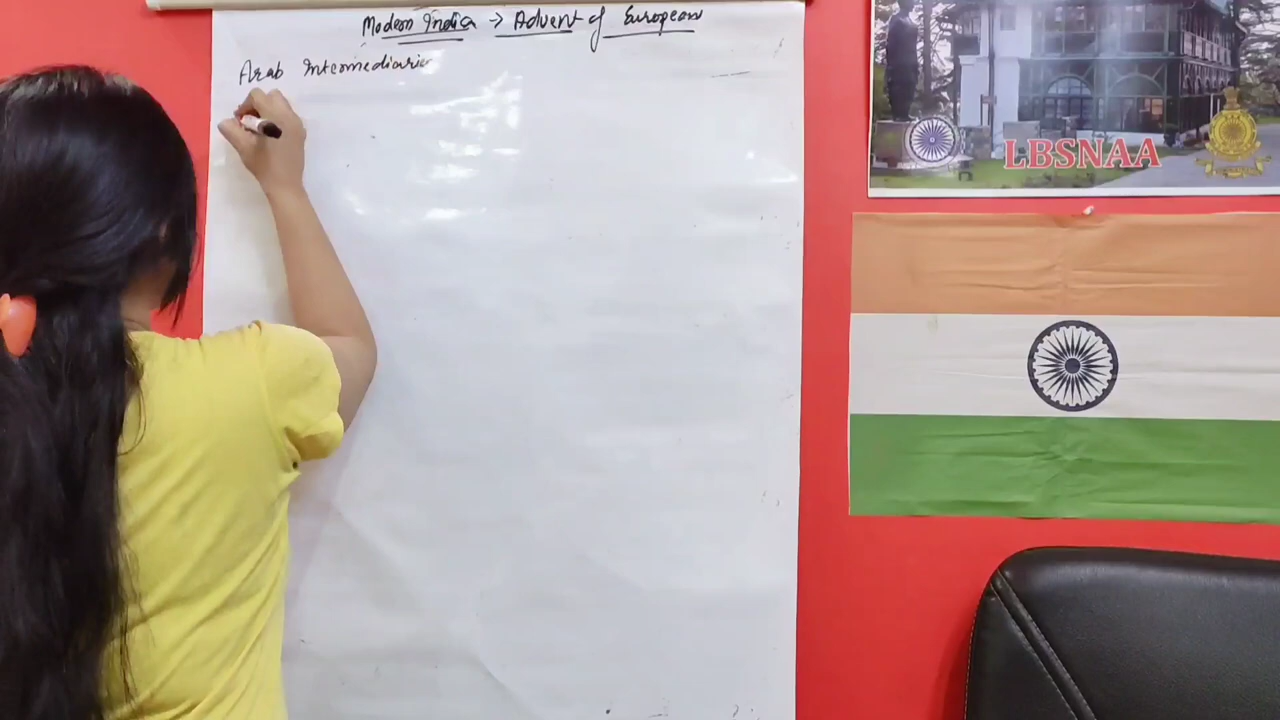 Modern India → Advent of European
Arab Intermediaries
LBSNAA